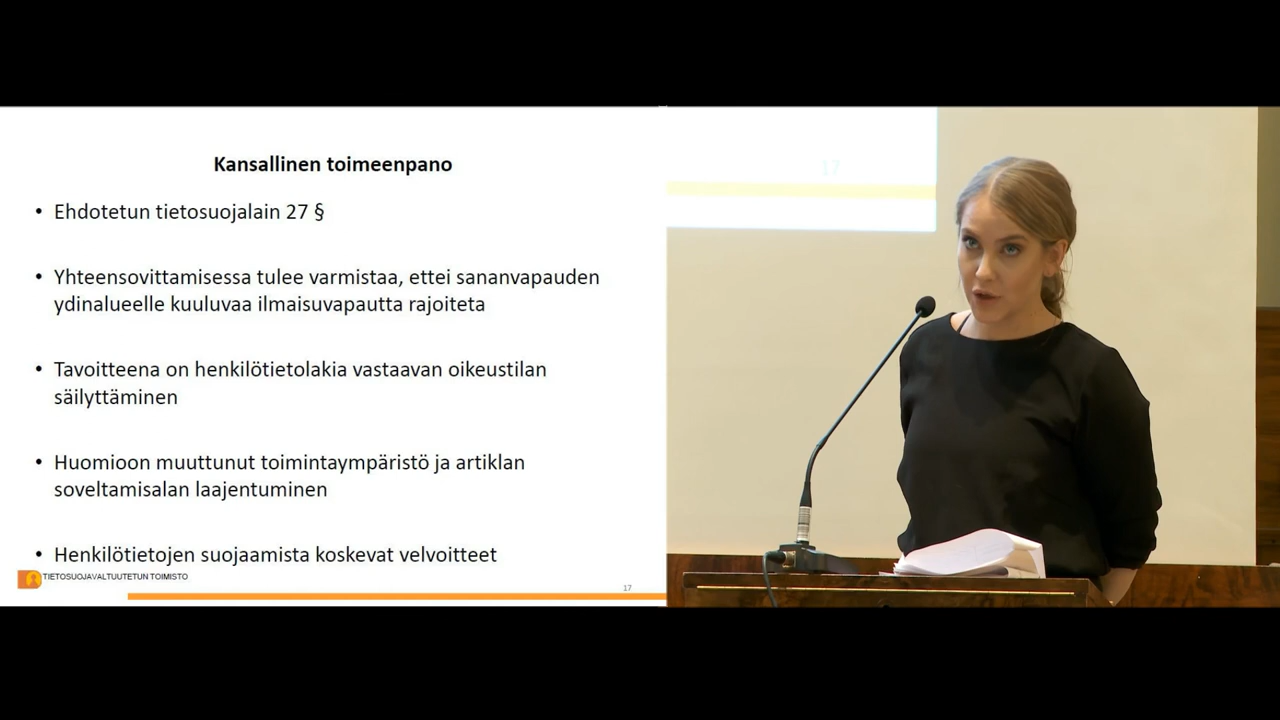 Kansallinen toimeenpano
• Ehdotetun tietosuojalain 27 §
• Yhteensovittamisessa tulee varmistaa, ettei sananvapauden
ydinalueelle kuuluvaa ilmaisuvapautta rajoiteta
• Tavoitteena on henkilötietolakia vastaavan oikeustilan
säilyttäminen
• Huomioon muuttunut toimintaympäristö ja artiklan
soveltamisalan laajentuminen
• Henkilötietojen suojaamista koskevat velvoitteet
TIETOSUOJAVALTUUTETUN TOIMISTO
17
17